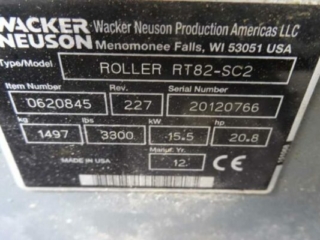 WACKER NEUSON
Wacker Neuson Production Americas LLC
Menomonee Falls, WI 53051 USA
Type/Model
ROLLER RT82-SC2
Item Number Rev. Serial Number
0620845 227 20120766
kg lbs kW hp
1497 3300 15.5 20.8
MADE IN USA
Manuf. Yr.
12
CE